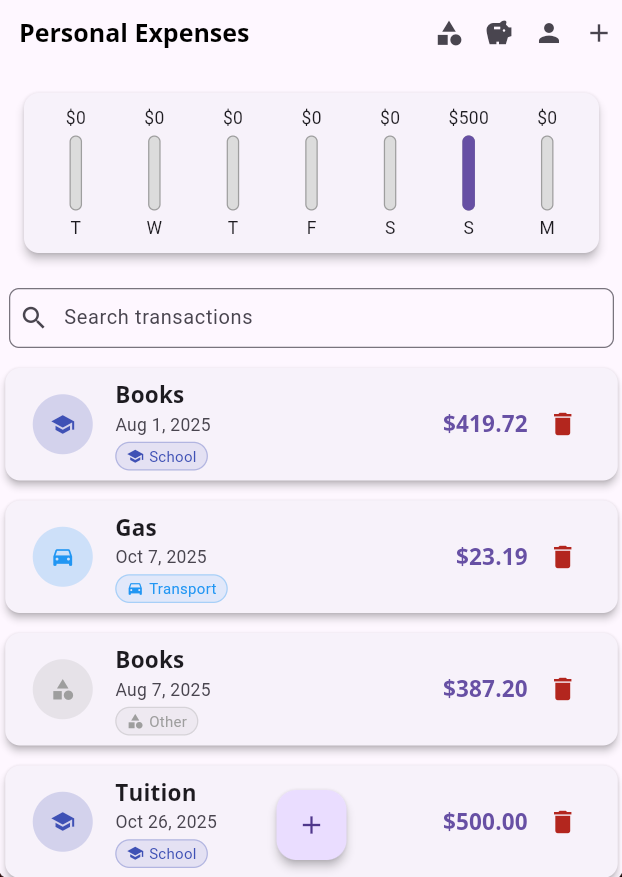 Personal Expenses
$0 $0 $0 $0 $0 $500 $0
T W T F S S M
Search transactions
Books
Aug 1, 2025
School
$419.72
Gas
Oct 7, 2025
Transport
$23.19
Books
Aug 7, 2025
Other
$387.20
Tuition
Oct 26, 2025
School
$500.00